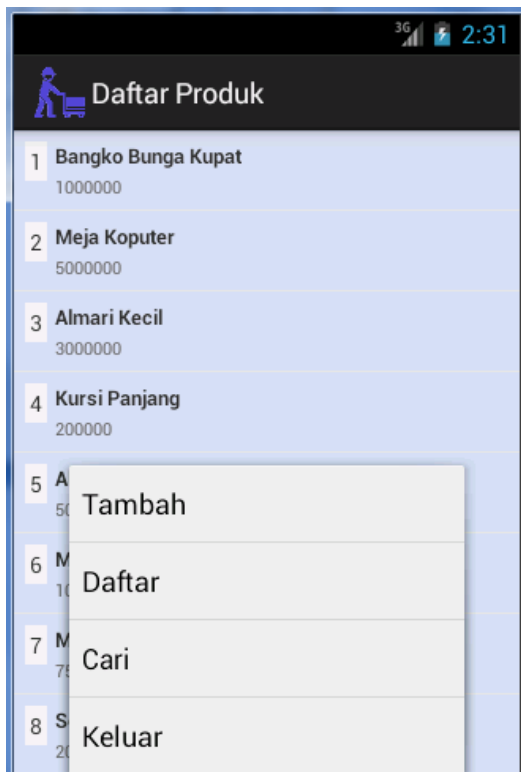 3G 2:31
Daftar Produk
1 Bangko Bunga Kupat
1000000
2 Meja Koputer
5000000
3 Almari Kecil
3000000
4 Kursi Panjang
200000
5
Tambah
6
Daftar
7
Cari
8
Keluar